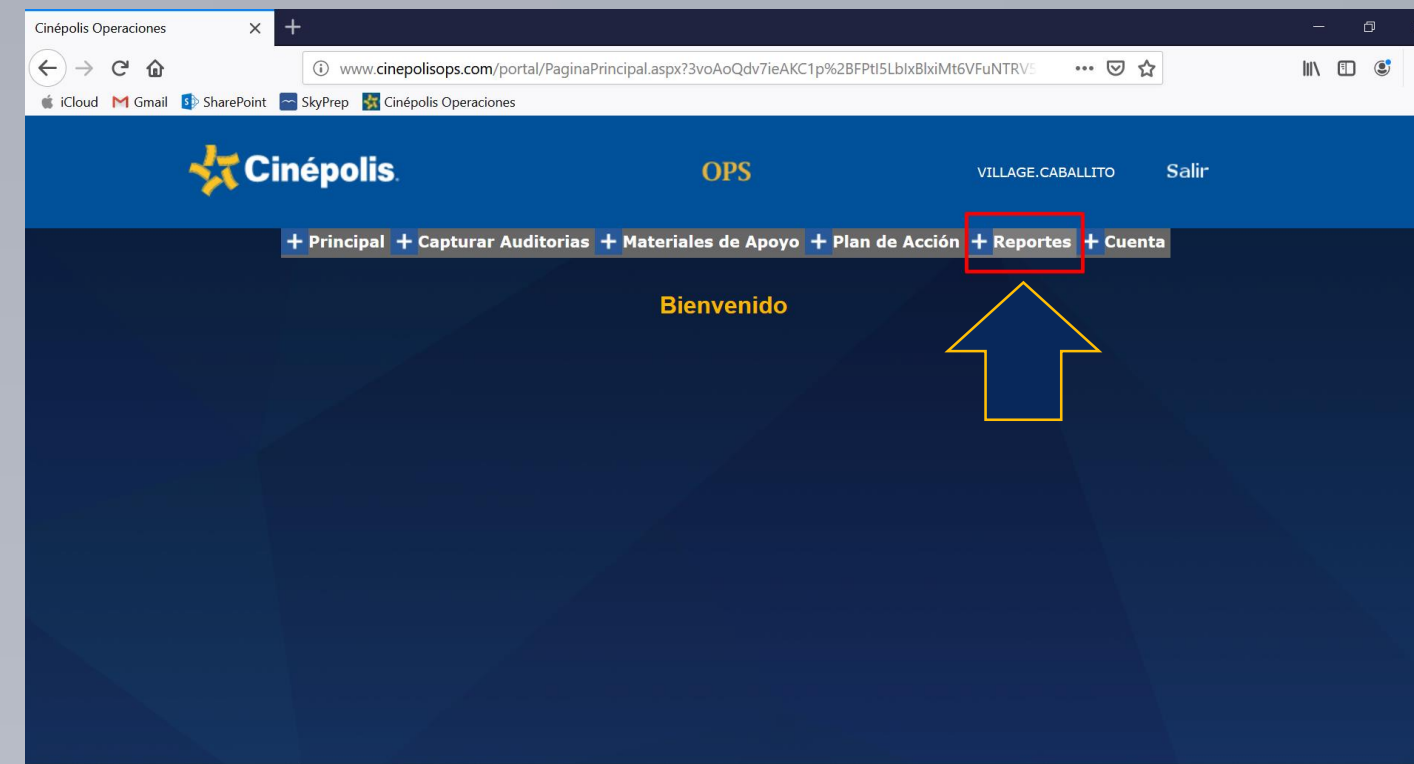 Cinépolis Operaciones
www.cinepolisops.com/portal/PaginaPrincipal.aspx?3voAoQdv7ieAKC1p%2BFPtI5LbIxBlxiMt6VFuNTRV5
iCloud Gmail SharePoint SkyPrep Cinépolis Operaciones
Cinépolis. OPS VILLAGE.CABALLITO Salir
+ Principal + Capturar Auditorias + Materiales de Apoyo + Plan de Acción + Reportes + Cuenta
Bienvenido